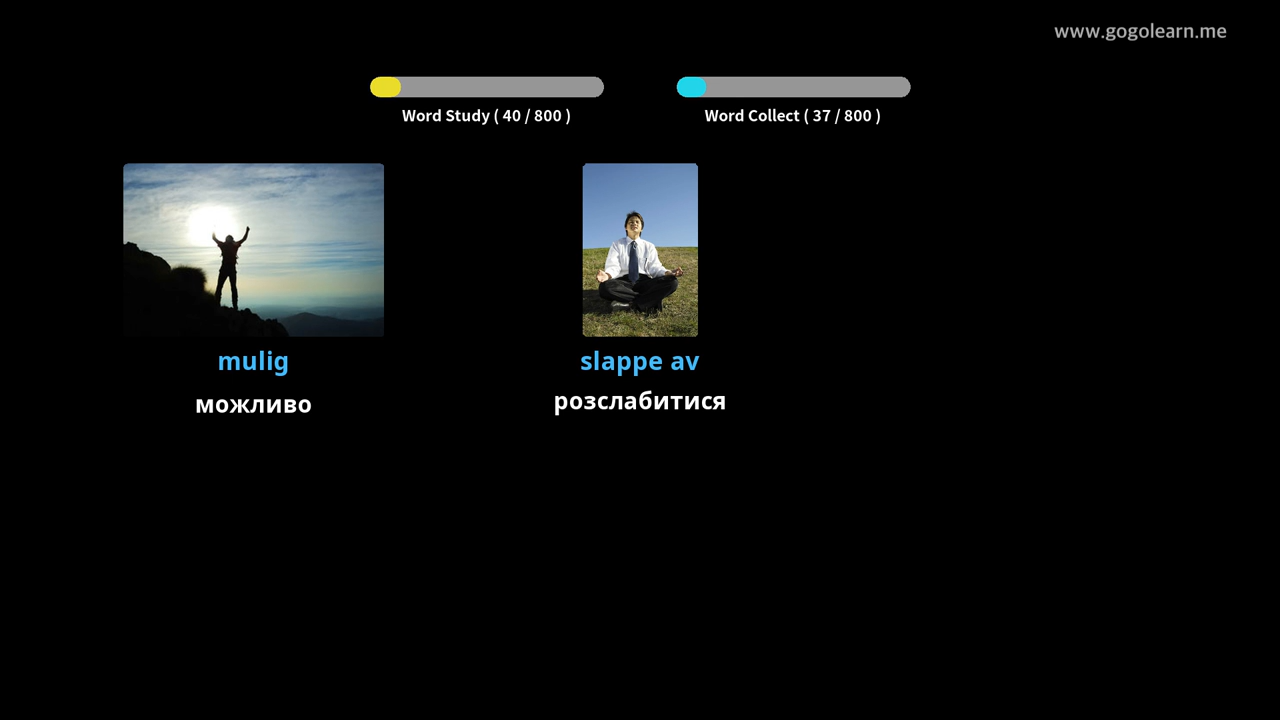 www.gogolearn.me
Word Study ( 40 / 800 )
Word Collect ( 37 / 800 )
mulig
можливо
slappe av
розслабитися